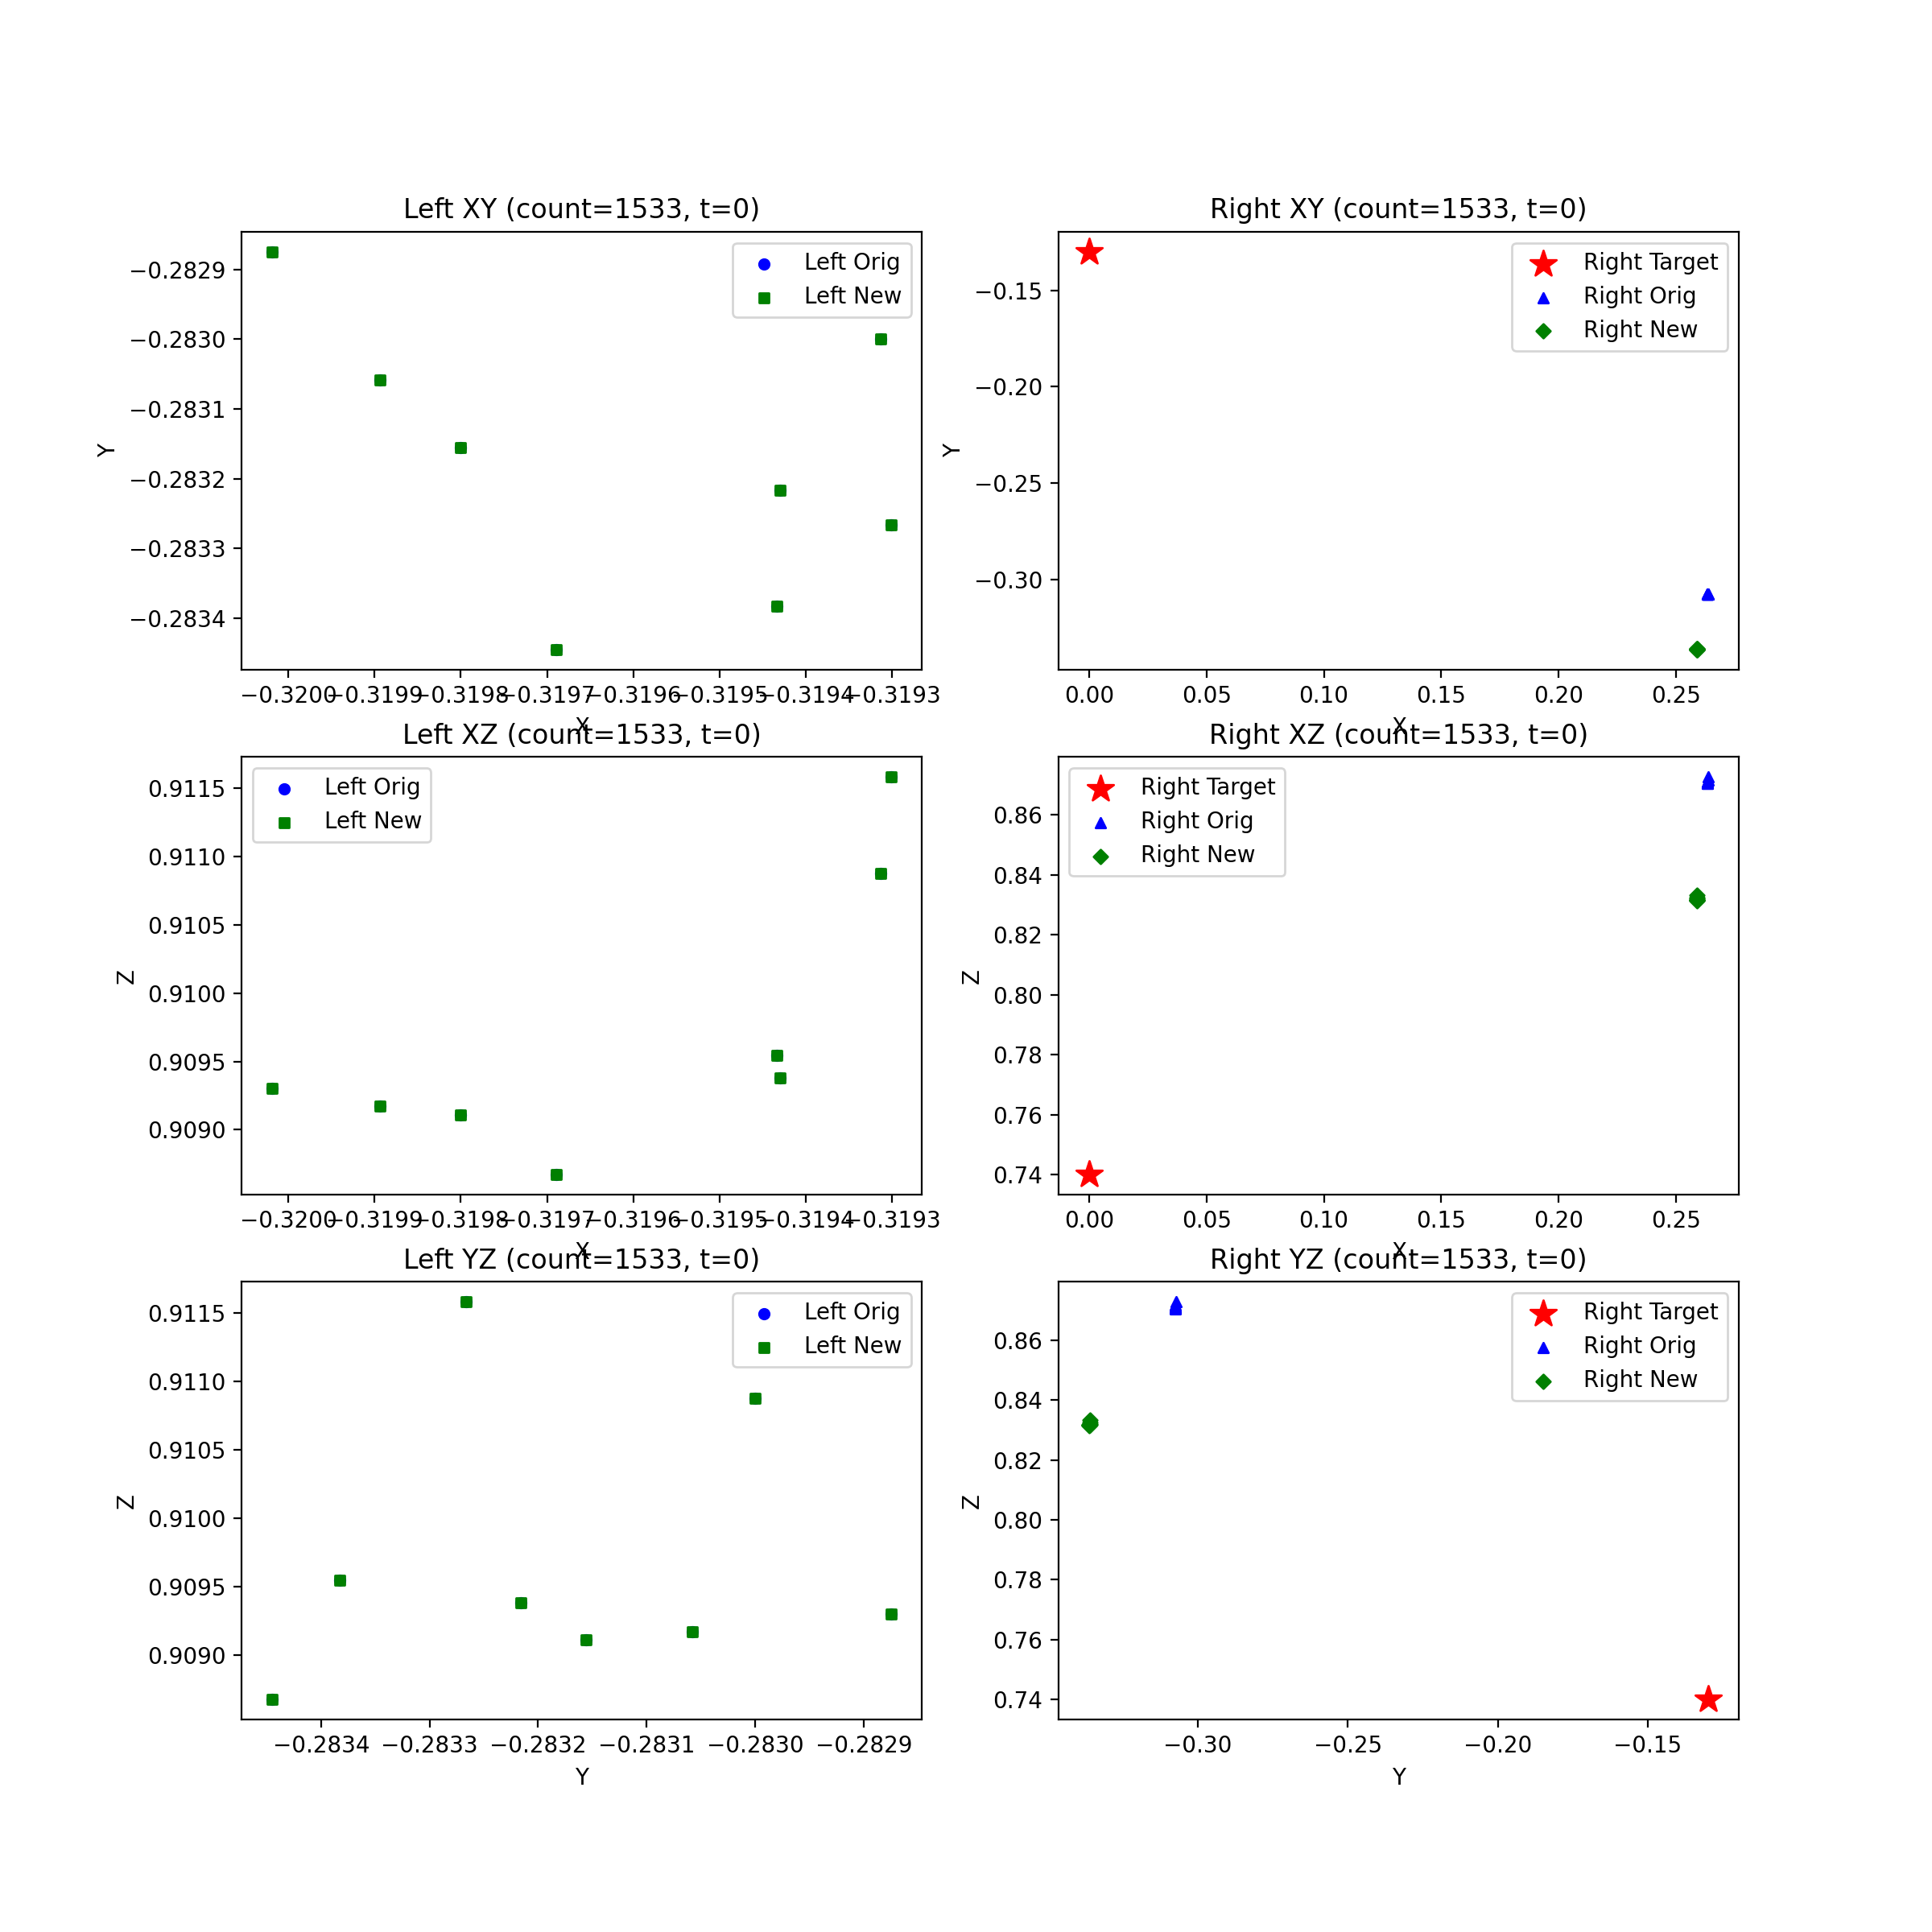 Left XY (count=1533, t=0)
Left Orig
Left New
−0.2829
−0.2830
−0.2831
−0.2832
−0.2833
−0.2834
Y
−0.3200 −0.3199 −0.3198 −0.3197 −0.3196 −0.3195 −0.3194 −0.3193
X
Right XY (count=1533, t=0)
Right Target
Right Orig
Right New
−0.15
−0.20
−0.25
−0.30
Y
0.00 0.05 0.10 0.15 0.20 0.25
X
Left XZ (count=1533, t=0)
Left Orig
Left New
0.9115
0.9110
0.9105
0.9100
0.9095
0.9090
Z
−0.3200 −0.3199 −0.3198 −0.3197 −0.3196 −0.3195 −0.3194 −0.3193
X
Right XZ (count=1533, t=0)
Right Target
Right Orig
Right New
0.86
0.84
0.82
0.80
0.78
0.76
0.74
Z
0.00 0.05 0.10 0.15 0.20 0.25
X
Left YZ (count=1533, t=0)
Left Orig
Left New
0.9115
0.9110
0.9105
0.9100
0.9095
0.9090
Z
−0.2834 −0.2833 −0.2832 −0.2831 −0.2830 −0.2829
Y
Right YZ (count=1533, t=0)
Right Target
Right Orig
Right New
0.86
0.84
0.82
0.80
0.78
0.76
0.74
Z
−0.30 −0.25 −0.20 −0.15
Y